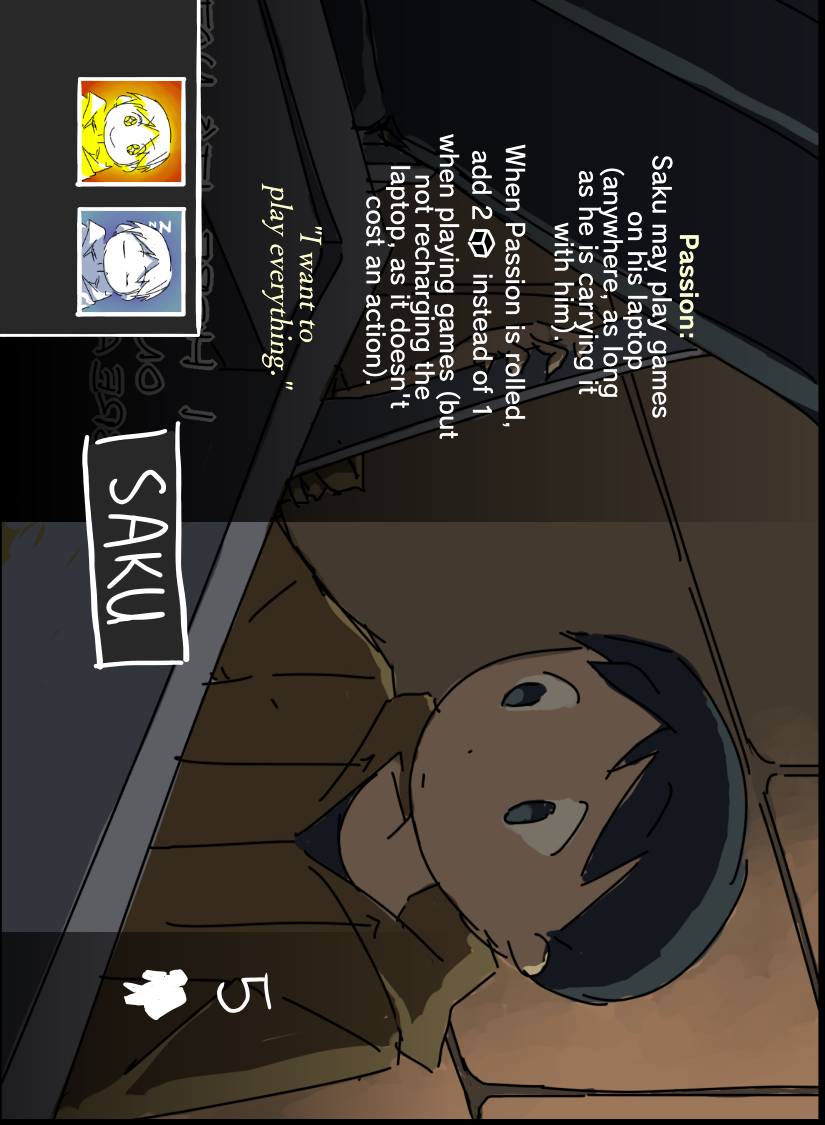 Passion:
Saku may play games
on his laptop
(anywhere, as long
as he is carrying it
with him).
When Passion is rolled,
add 2 instead of 1
when playing games (but
not recharging the
laptop, as it doesn't
cost an action).
"I want to
play everything."
z
z
SAKU
5